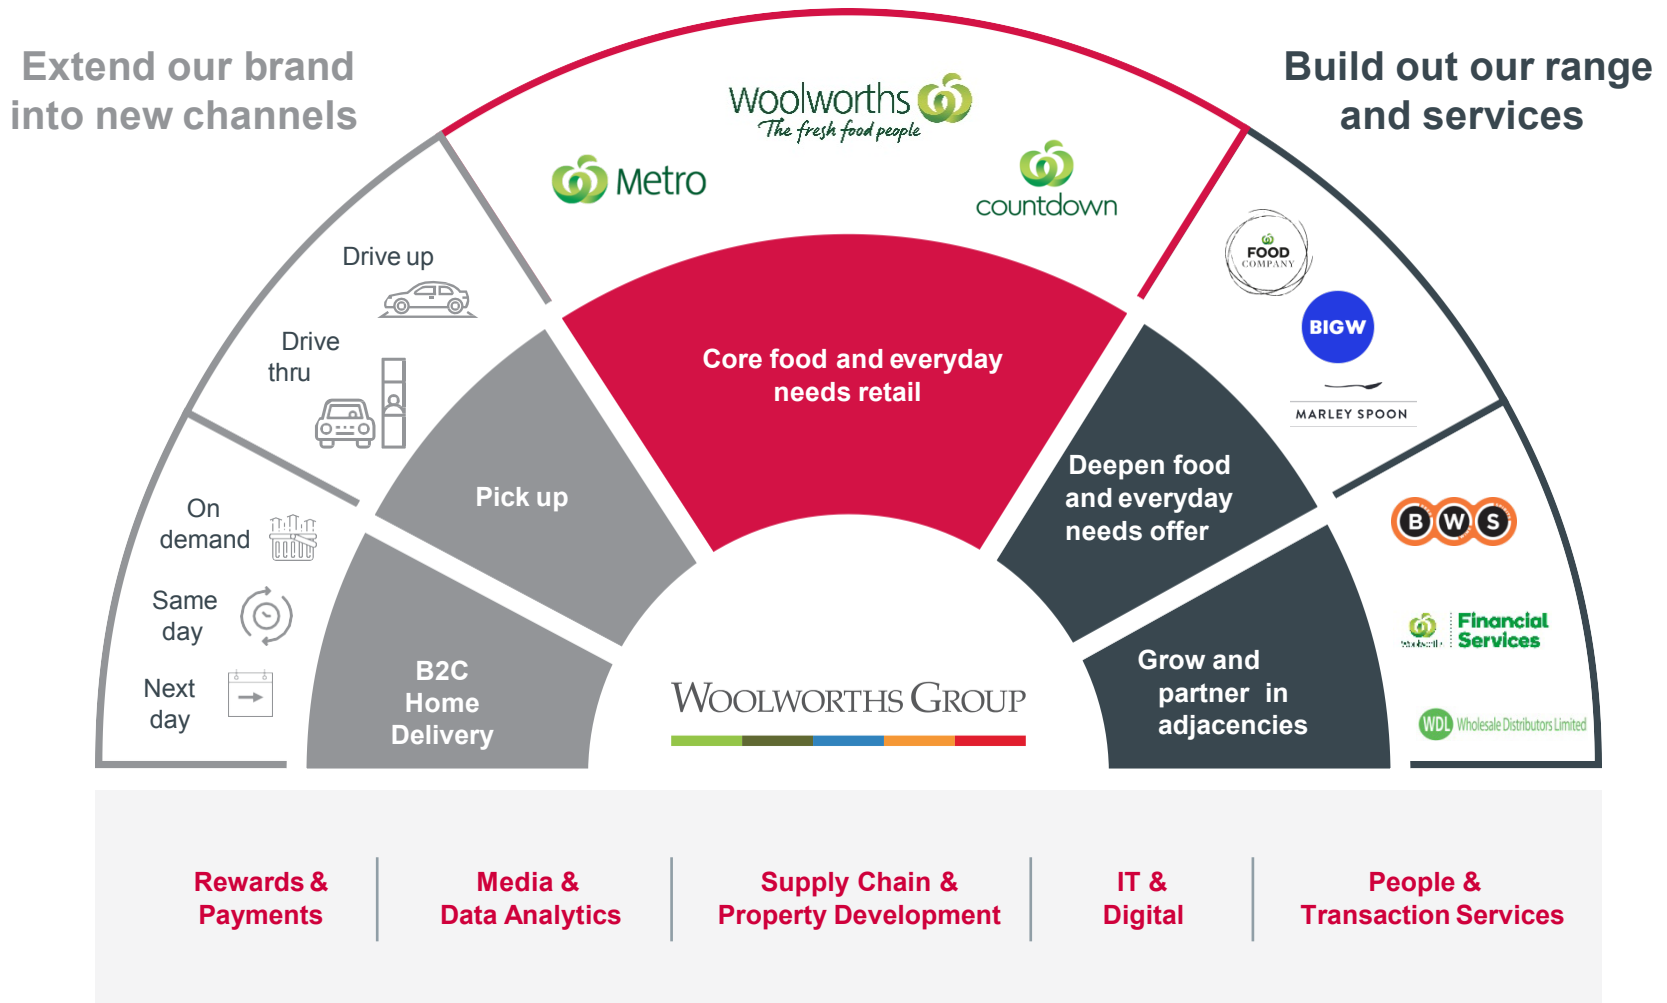 Extend our brand
into new channels
Build out our range
and services
Woolworths
The fresh food people
Metro
countdown
Drive up
Drive
thru
On
demand
Same
day
Next
day
Pick up
B2C
Home
Delivery
Core food and everyday
needs retail
Deepen food
and everyday
needs offer
Grow and
partner in
adjacencies
FOOD
COMPANY
BIGW
MARLEY SPOON
BWS
Financial
Services
WDL Wholesale Distributors Limited
WOOLWORTHS GROUP
Rewards &
Payments
Media &
Data Analytics
Supply Chain &
Property Development
IT &
Digital
People &
Transaction Services